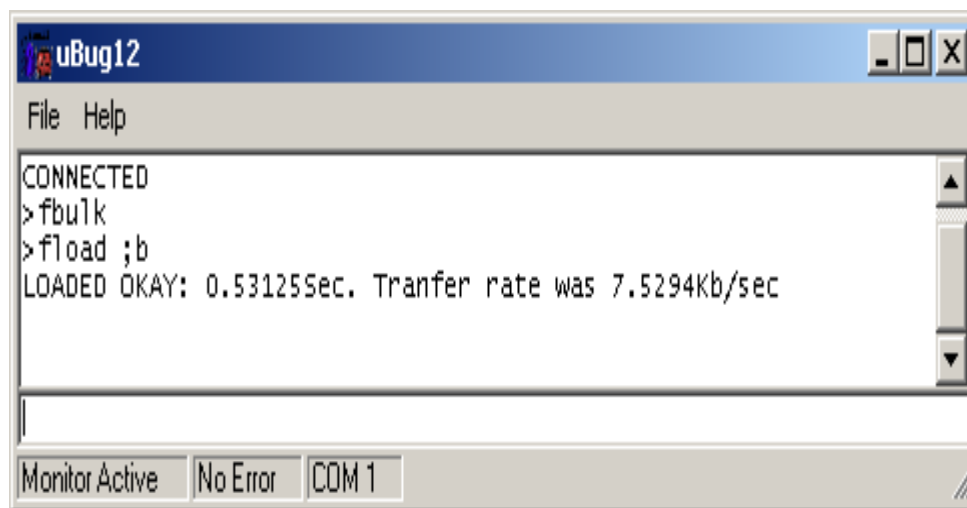 uBug12
File Help
CONNECTED
>fbulk
>fload ;b
LOADED OKAY: 0.53125Sec. Tranfer rate was 7.5294Kb/sec
Monitor Active No Error COM 1